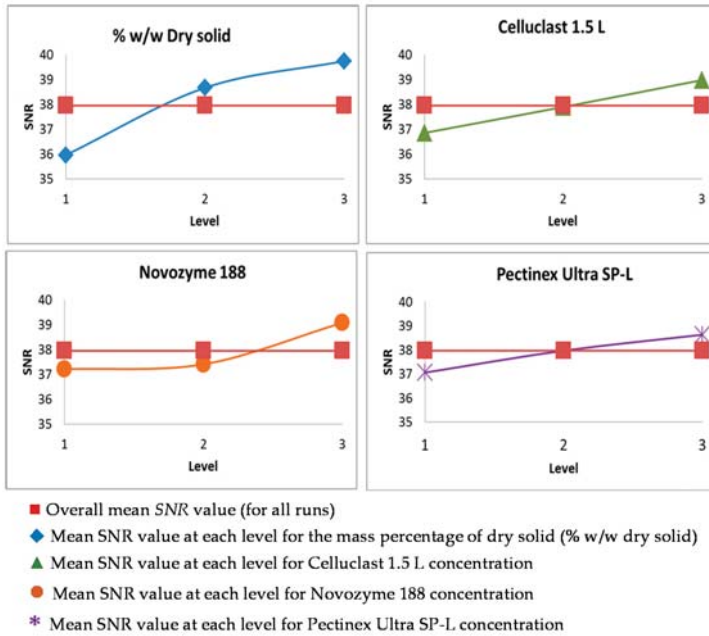 % w/w Dry solid
40
39
38
37
36
35
SNR
1
2
3
Level
Celluclast 1.5 L
40
39
38
37
36
35
SNR
1
2
3
Level
Novozyme 188
40
39
38
37
36
35
SNR
1
2
3
Level
Pectinex Ultra SP-L
40
39
38
37
36
35
SNR
1
2
3
Level
Overall mean SNR value (for all runs)
Mean SNR value at each level for the mass percentage of dry solid (% w/w dry solid)
Mean SNR value at each level for Celluclast 1.5 L concentration
Mean SNR value at each level for Novozyme 188 concentration
Mean SNR value at each level for Pectinex Ultra SP-L concentration